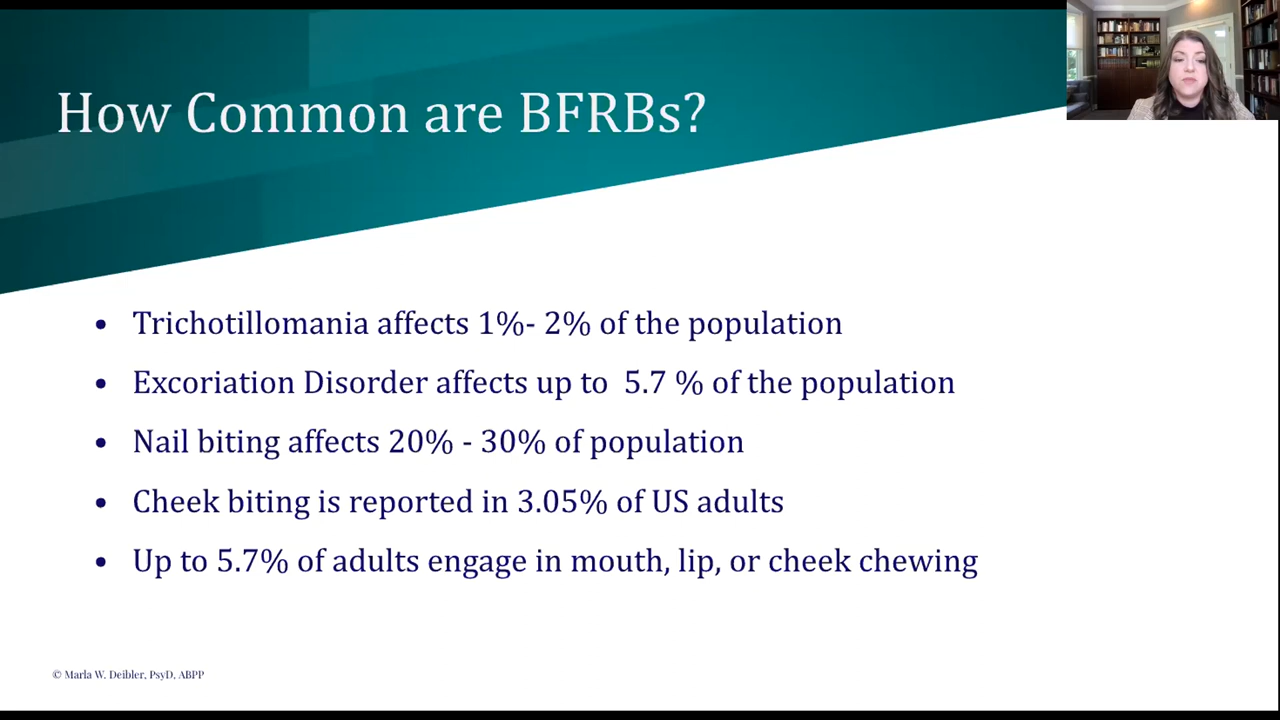 How Common are BFRBs?
• Trichotillomania affects 1%- 2% of the population
• Excoriation Disorder affects up to  5.7 % of the population
• Nail biting affects 20% - 30% of population
• Cheek biting is reported in 3.05% of US adults
• Up to 5.7% of adults engage in mouth, lip, or cheek chewing
© Marla W. Deibler, PsyD, ABPP